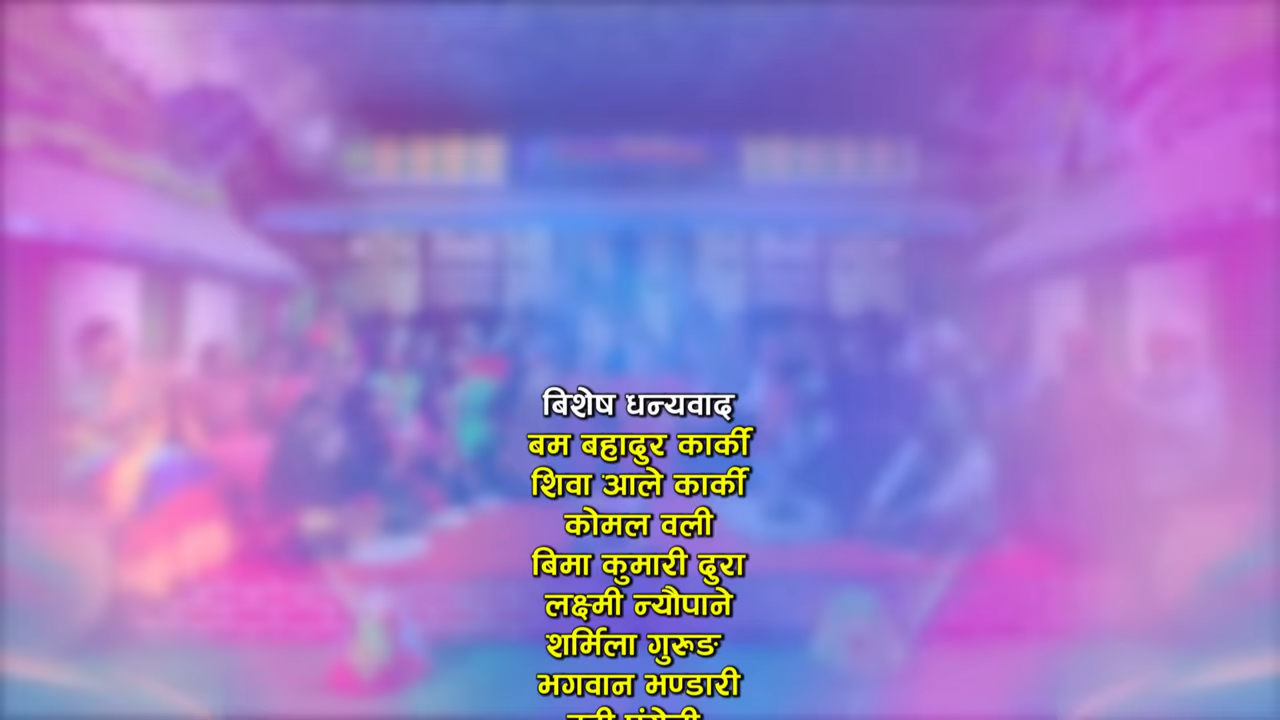 बिशेष धन्यवाद
बम बहादुर कार्की
शिवा आले कार्की
कोमल वली
बिमा कुमारी दुरा
लक्ष्मी न्यौपाने
शर्मिला गुरूङ
भगवान भण्डारी